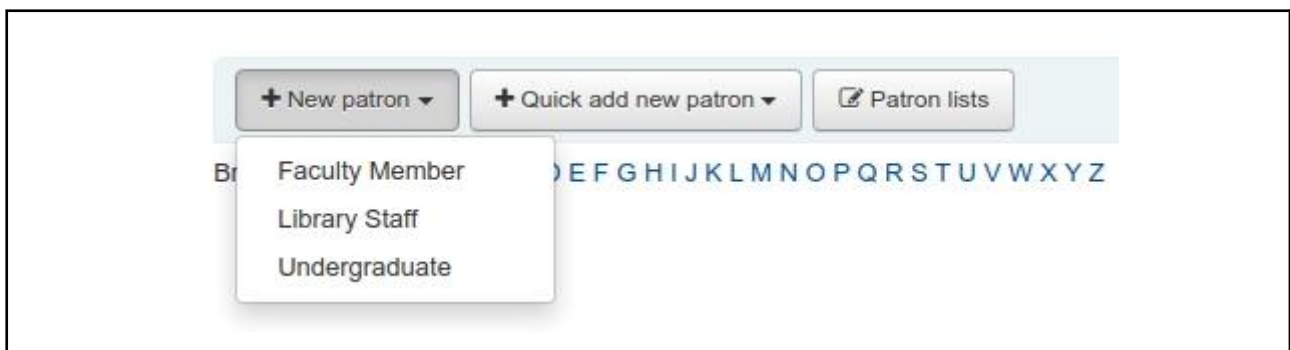 New patron Quick add new patron Patron lists
Br E F G H I J K L M N O P Q R S T U V W X Y Z
Faculty Member
Library Staff
Undergraduate